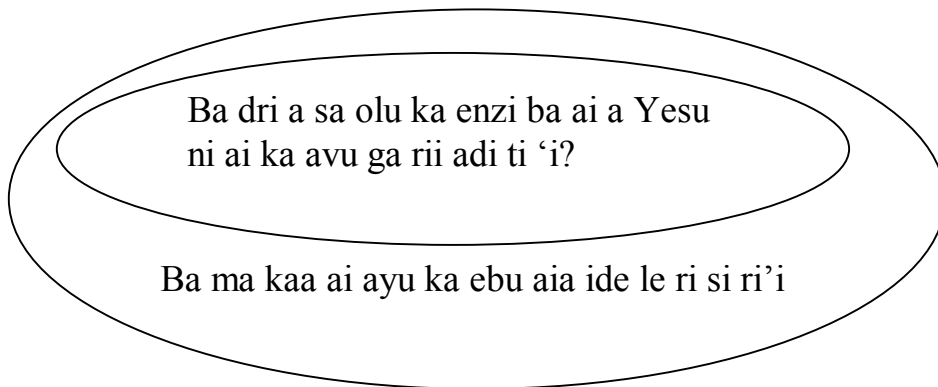 Ba dri a sa olu ka enzi ba ai a Yesu
ni ai ka avu ga rii adi ti ‘i?
Ba ma kaa ai ayu ka ebu aia ide le ri si ri’i